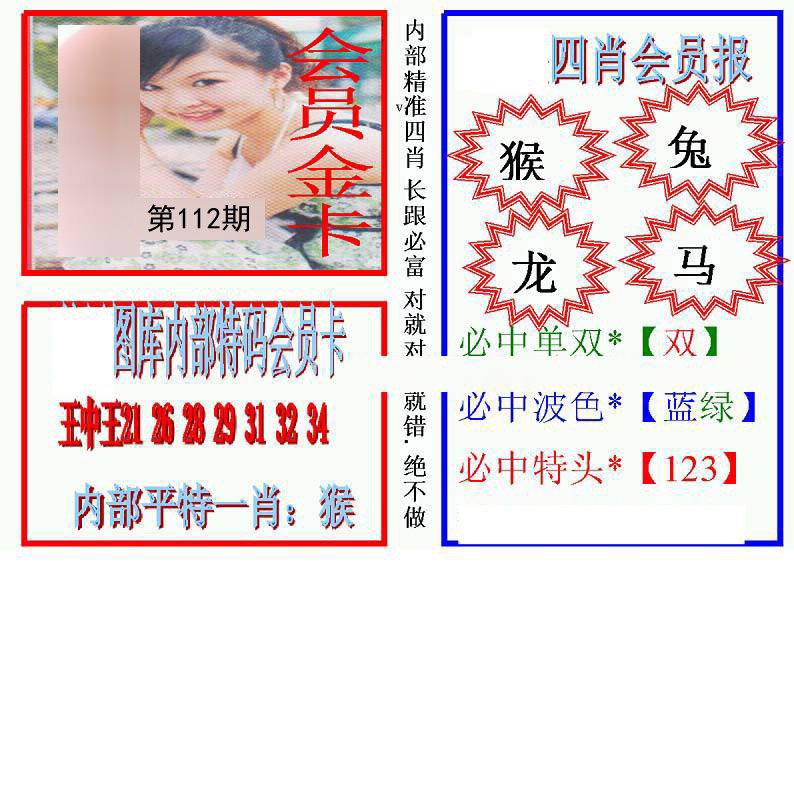 会员金卡
第112期
图库内部特码会员卡
王中王21 26 28 29 31 32 34
内部平特一肖：猴
内部精准四肖 长跟必富 对就对
v
就错.绝不做
四肖会员报
猴
兔
龙
马
必中单双*【双】
必中波色*【蓝绿】
必中特头*【123】